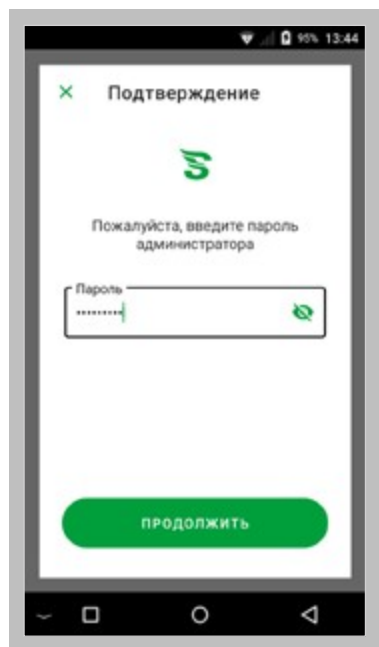 95% 13:44
Подтверждение
Пожалуйста, введите пароль
администратора
Пароль
•••••••••
ПРОДОЛЖИТЬ